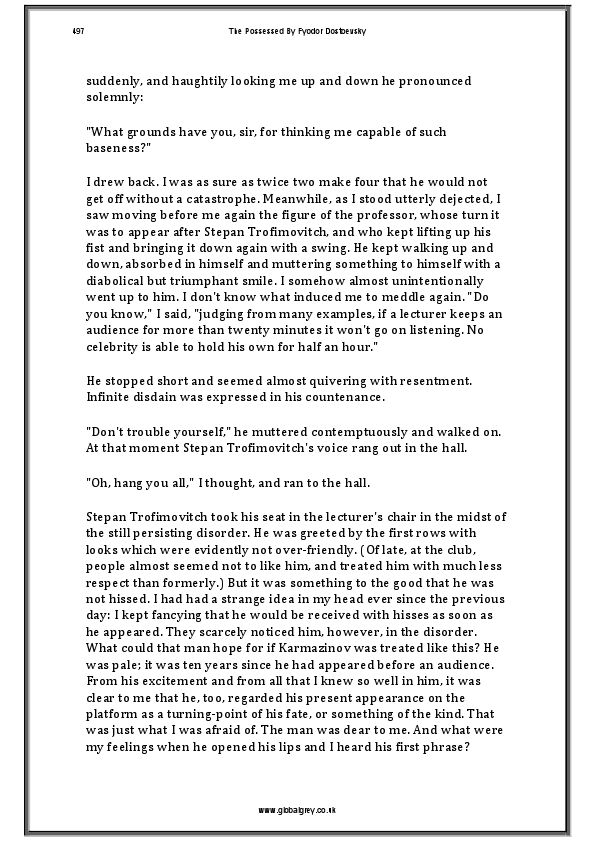 497 The Possessed By Fyodor Dostoevsky
suddenly, and haughtily looking me up and down he pronounced
solemnly:
"What grounds have you, sir, for thinking me capable of such
baseness?"
I drew back. I was as sure as twice two make four that he would not
get off without a catastrophe. Meanwhile, as I stood utterly dejected, I
saw moving before me again the figure of the professor, whose turn it
was to appear after Stepan Trofimovitch, and who kept lifting up his
fist and bringing it down again with a swing. He kept walking up and
down, absorbed in himself and muttering something to himself with a
diabolical but triumphant smile. I somehow almost unintentionally
went up to him. I don't know what induced me to meddle again. "Do
you know," I said, "judging from many examples, if a lecturer keeps an
audience for more than twenty minutes it won't go on listening. No
celebrity is able to hold his own for half an hour."
He stopped short and seemed almost quivering with resentment.
Infinite disdain was expressed in his countenance.
"Don't trouble yourself," he muttered contemptuously and walked on.
At that moment Stepan Trofimovitch's voice rang out in the hall.
"Oh, hang you all," I thought, and ran to the hall.
Stepan Trofimovitch took his seat in the lecturer's chair in the midst of
the still persisting disorder. He was greeted by the first rows with
looks which were evidently not over-friendly. (Of late, at the club,
people almost seemed not to like him, and treated him with much less
respect than formerly.) But it was something to the good that he was
not hissed. I had had a strange idea in my head ever since the previous
day: I kept fancying that he would be received with hisses as soon as
he appeared. They scarcely noticed him, however, in the disorder.
What could that man hope for if Karmazinov was treated like this? He
was pale; it was ten years since he had appeared before an audience.
From his excitement and from all that I knew so well in him, it was
clear to me that he, too, regarded his present appearance on the
platform as a turning-point of his fate, or something of the kind. That
was just what I was afraid of. The man was dear to me. And what were
my feelings when he opened his lips and I heard his first phrase?
www.globalgrey.co.uk